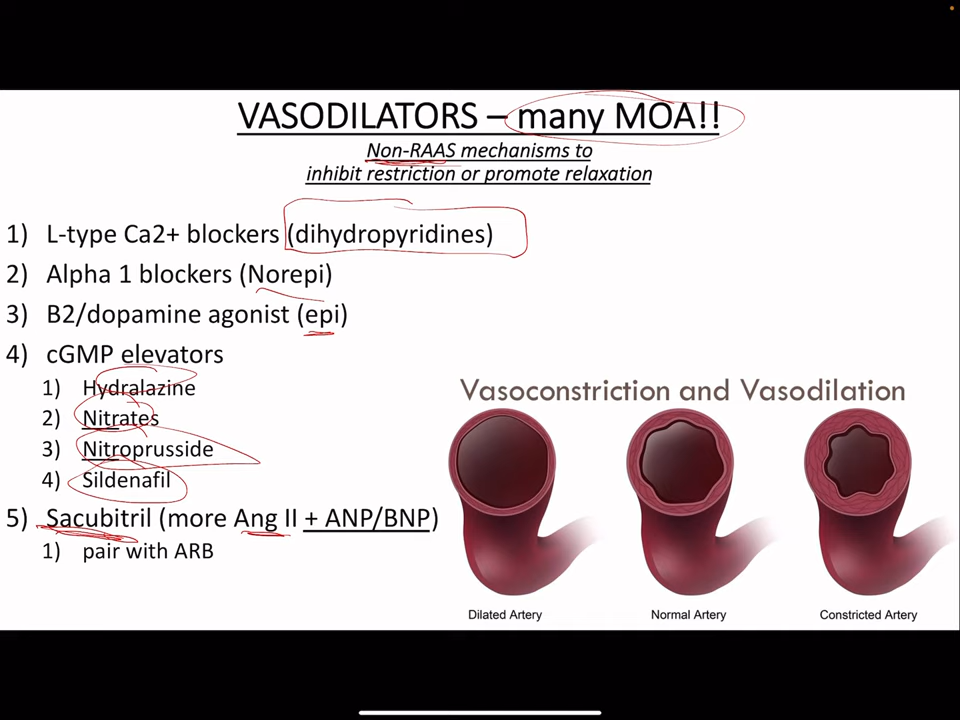 VASODILATORS – many MOA!!
Non-RAAS mechanisms to
inhibit restriction or promote relaxation
1) L-type Ca2+ blockers (dihydropyridines)
2) Alpha 1 blockers (Norepi)
3) B2/dopamine agonist (epi)
4) cGMP elevators
1) Hydralazine
2) Nitrates
3) Nitroprusside
4) Sildenafil
5) Sacubitril (more Ang II + ANP/BNP)
1) pair with ARB
Vasoconstriction and Vasodilation
Dilated Artery
Normal Artery
Constricted Artery